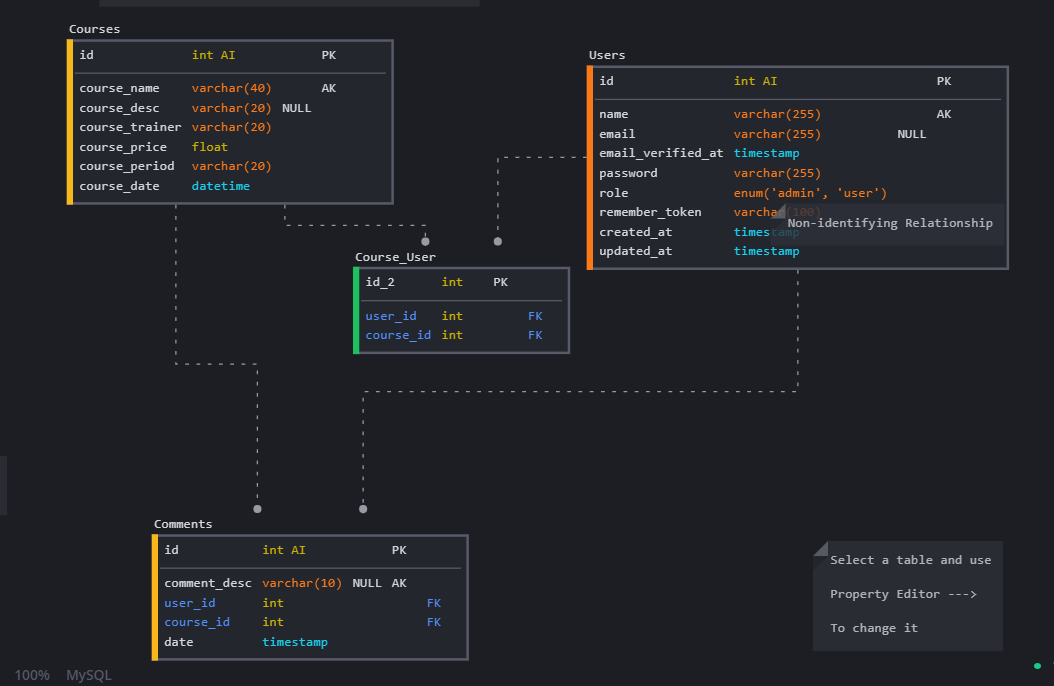 Courses
id int AI PK
course_name varchar(40) AK
course_desc varchar(20) NULL
course_trainer varchar(20)
course_price float
course_period varchar(20)
course_date datetime
Users
id int AI PK
name varchar(255) AK
email varchar(255) NULL
email_verified_at timestamp
password varchar(255)
role enum('admin', 'user')
remember_token varchar(100)
created_at timestamp
updated_at timestamp
Non-identifying Relationship
Course_User
id_2 int PK
user_id int FK
course_id int FK
Comments
id int AI PK
comment_desc varchar(10) NULL AK
user_id int FK
course_id int FK
date timestamp
Select a table and use
Property Editor --->
To change it
100% MySQL